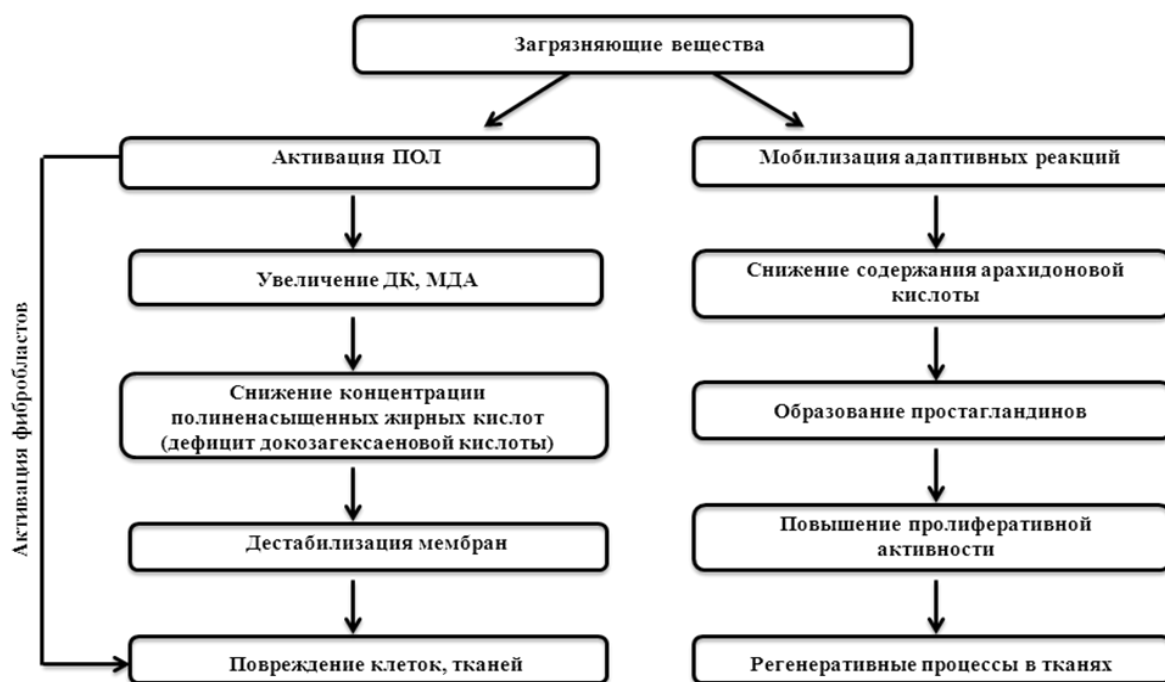 Загрязняющие вещества
Активация ПОЛ
Мобилизация адаптивных реакций
Увеличение ДК, МДА
Снижение содержания арахидоновой
кислоты
Снижение концентрации
полиненасыщенных жирных кислот
(дефицит докозагексаеновой кислоты)
Образование простагландинов
Дестабилизация мембран
Повышение пролиферативной
активности
Повреждение клеток, тканей
Регенеративные процессы в тканях
Активация фибробластов